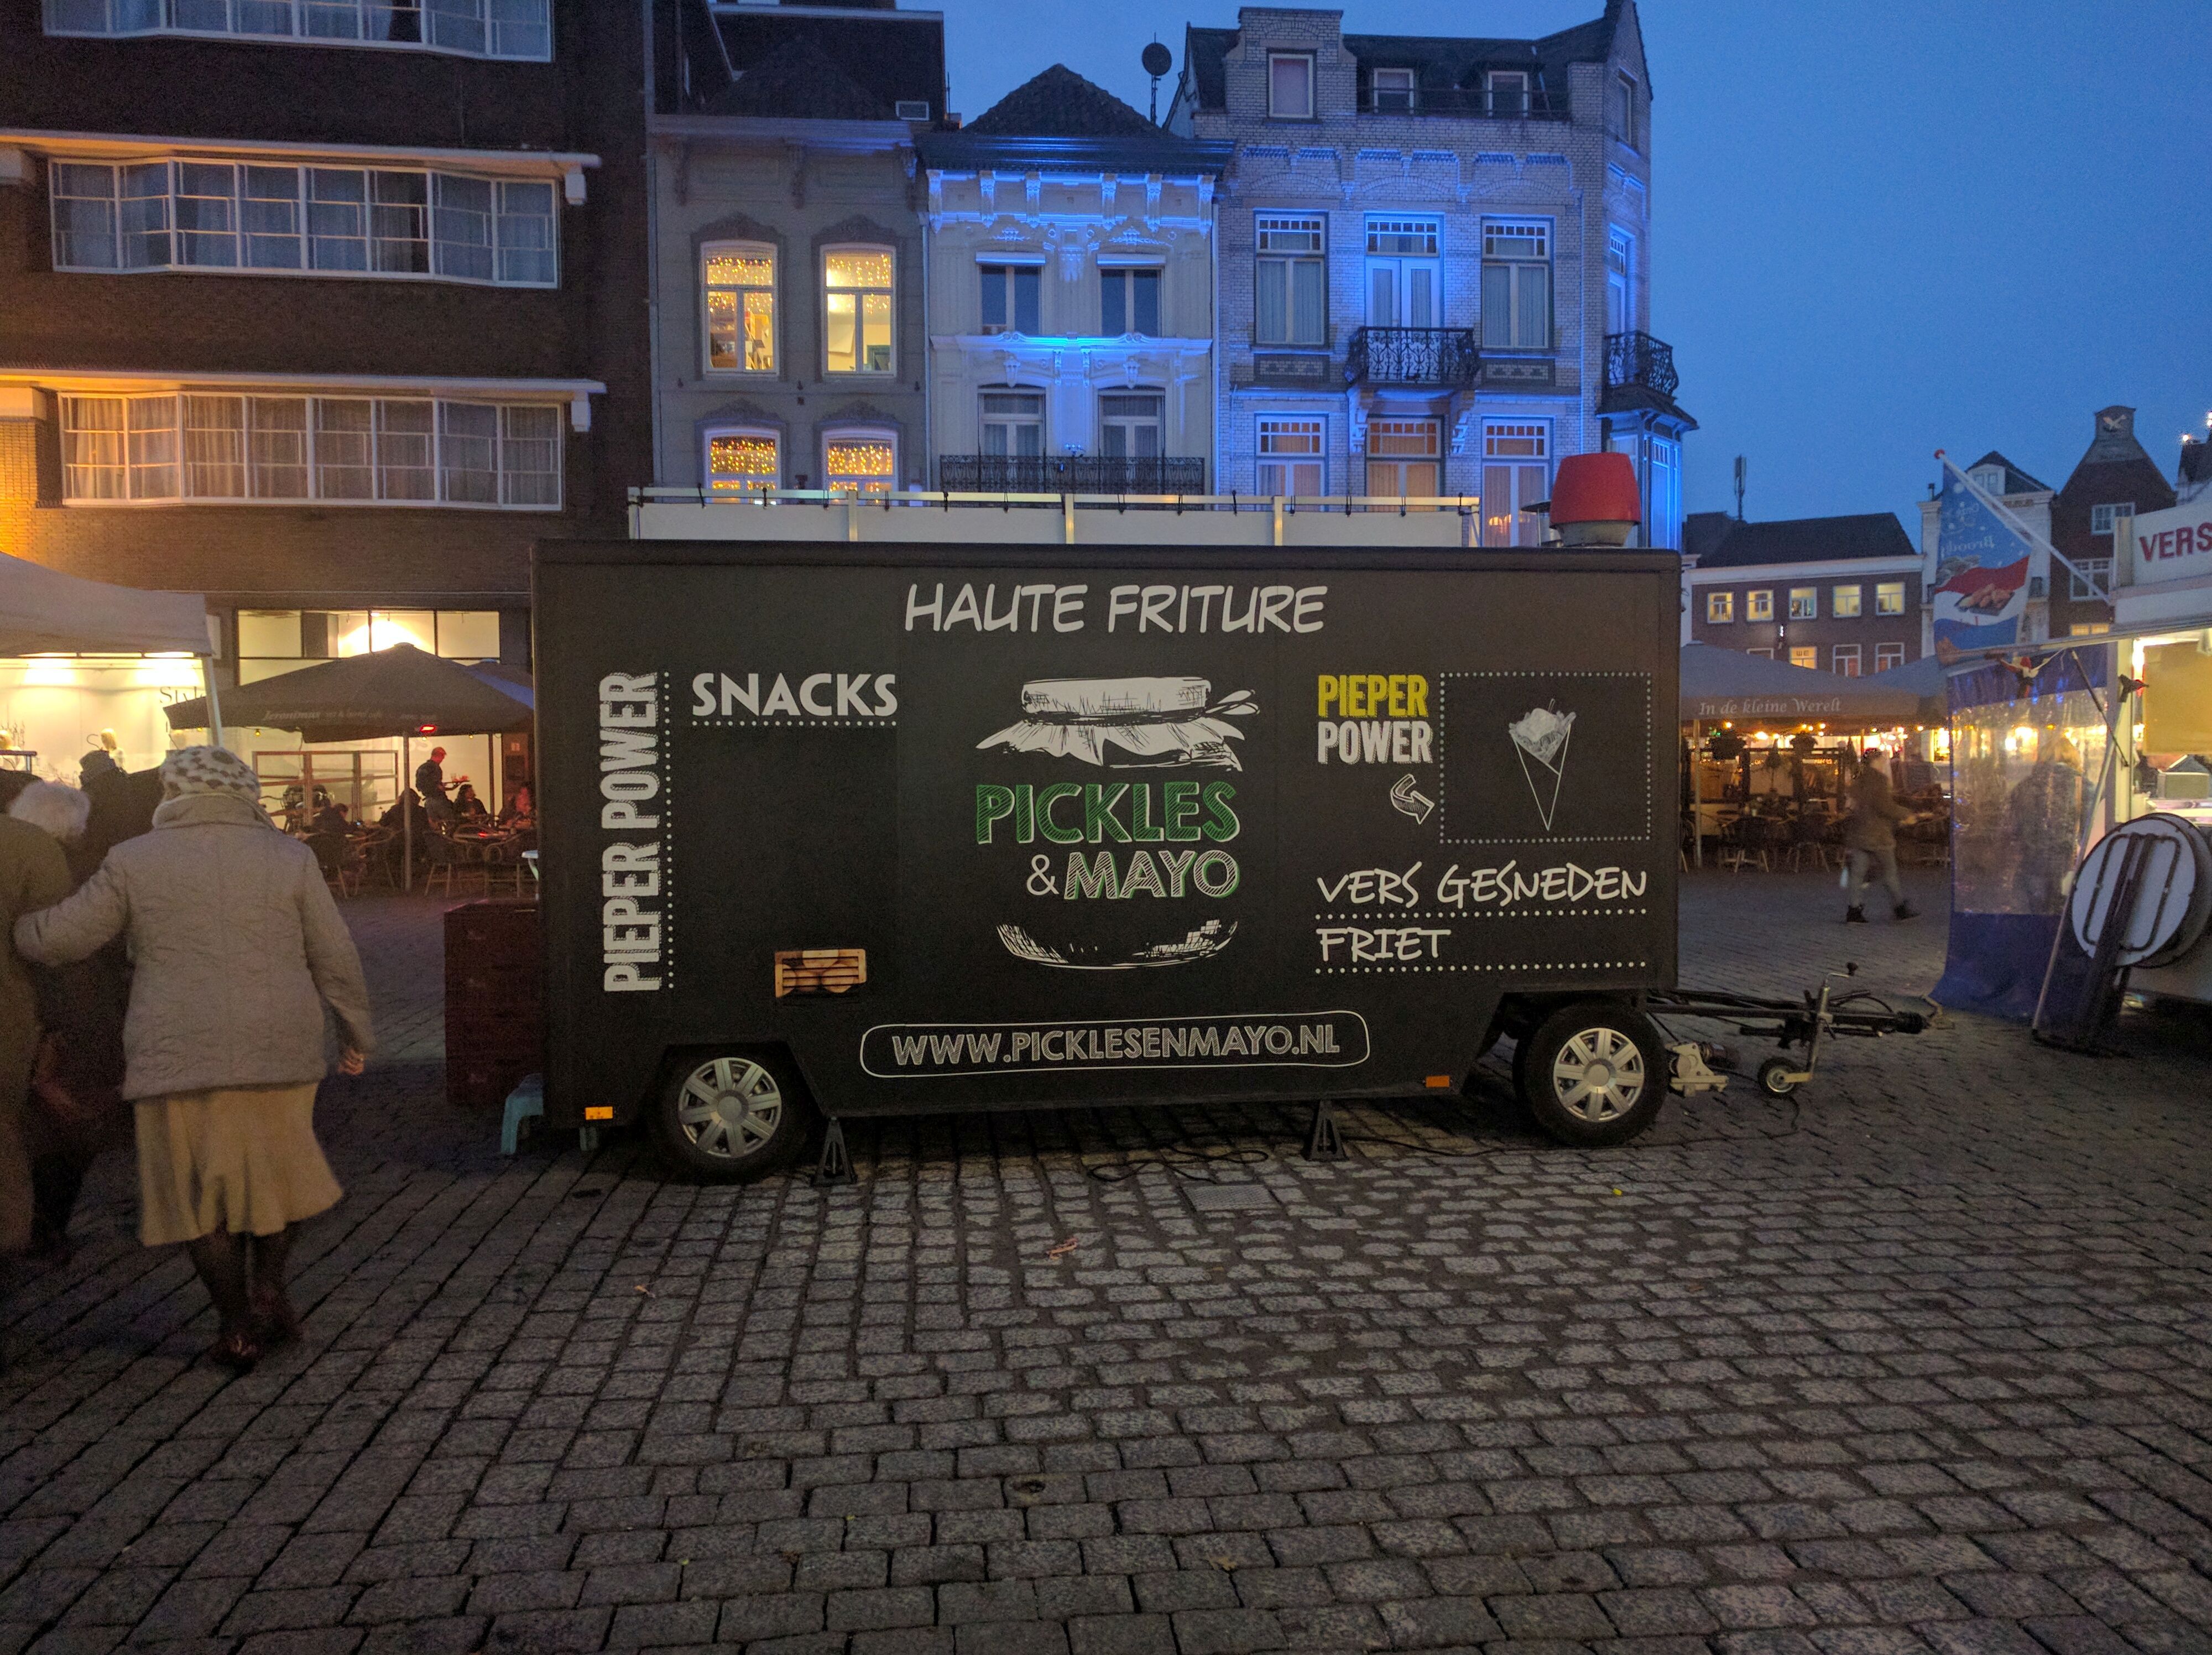 HAUTE FRITURE
PIEPER POWER
SNACKS
PICKLES
&MAYO
PIEPER
POWER
VERS GESNEDEN
FRIET
WWW.PICKLESENMAYO.NL
In de kleine Werelt
VERS